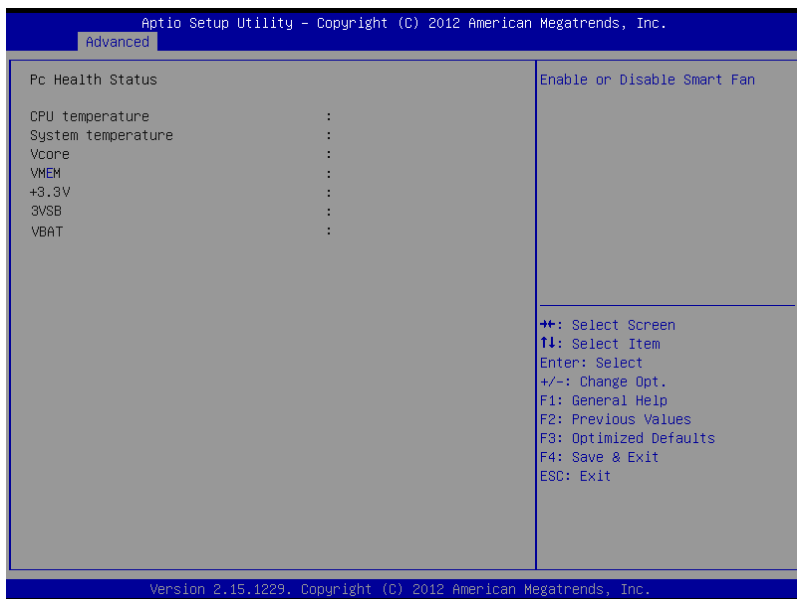 Aptio Setup Utility – Copyright (C) 2012 American Megatrends, Inc.
Advanced
Pc Health Status
CPU temperature :
System temperature :
Vcore :
VMEM :
+3.3V :
3VSB :
VBAT :
Enable or Disable Smart Fan
→←: Select Screen
↑↓: Select Item
Enter: Select
+/-: Change Opt.
F1: General Help
F2: Previous Values
F3: Optimized Defaults
F4: Save & Exit
ESC: Exit
Version 2.15.1229. Copyright (C) 2012 American Megatrends, Inc.